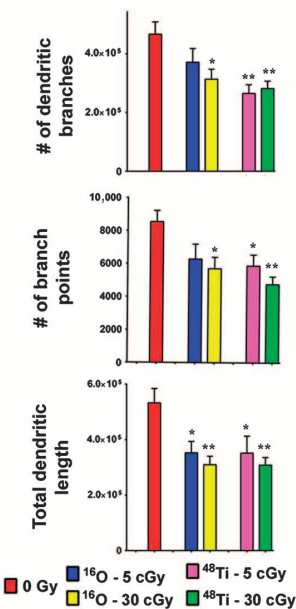 # of dendritic
branches
4.0×10⁵
2.0×10⁵
0
*
**
**
# of branch
points
10,000
8000
6000
4000
2000
0
*
*
**
Total dendritic
length
6.0×10⁵
4.0×10⁵
2.0×10⁵
0
*
**
*
**
0 Gy
¹⁶O - 5 cGy
⁴⁸Ti - 5 cGy
¹⁶O - 30 cGy
⁴⁸Ti - 30 cGy